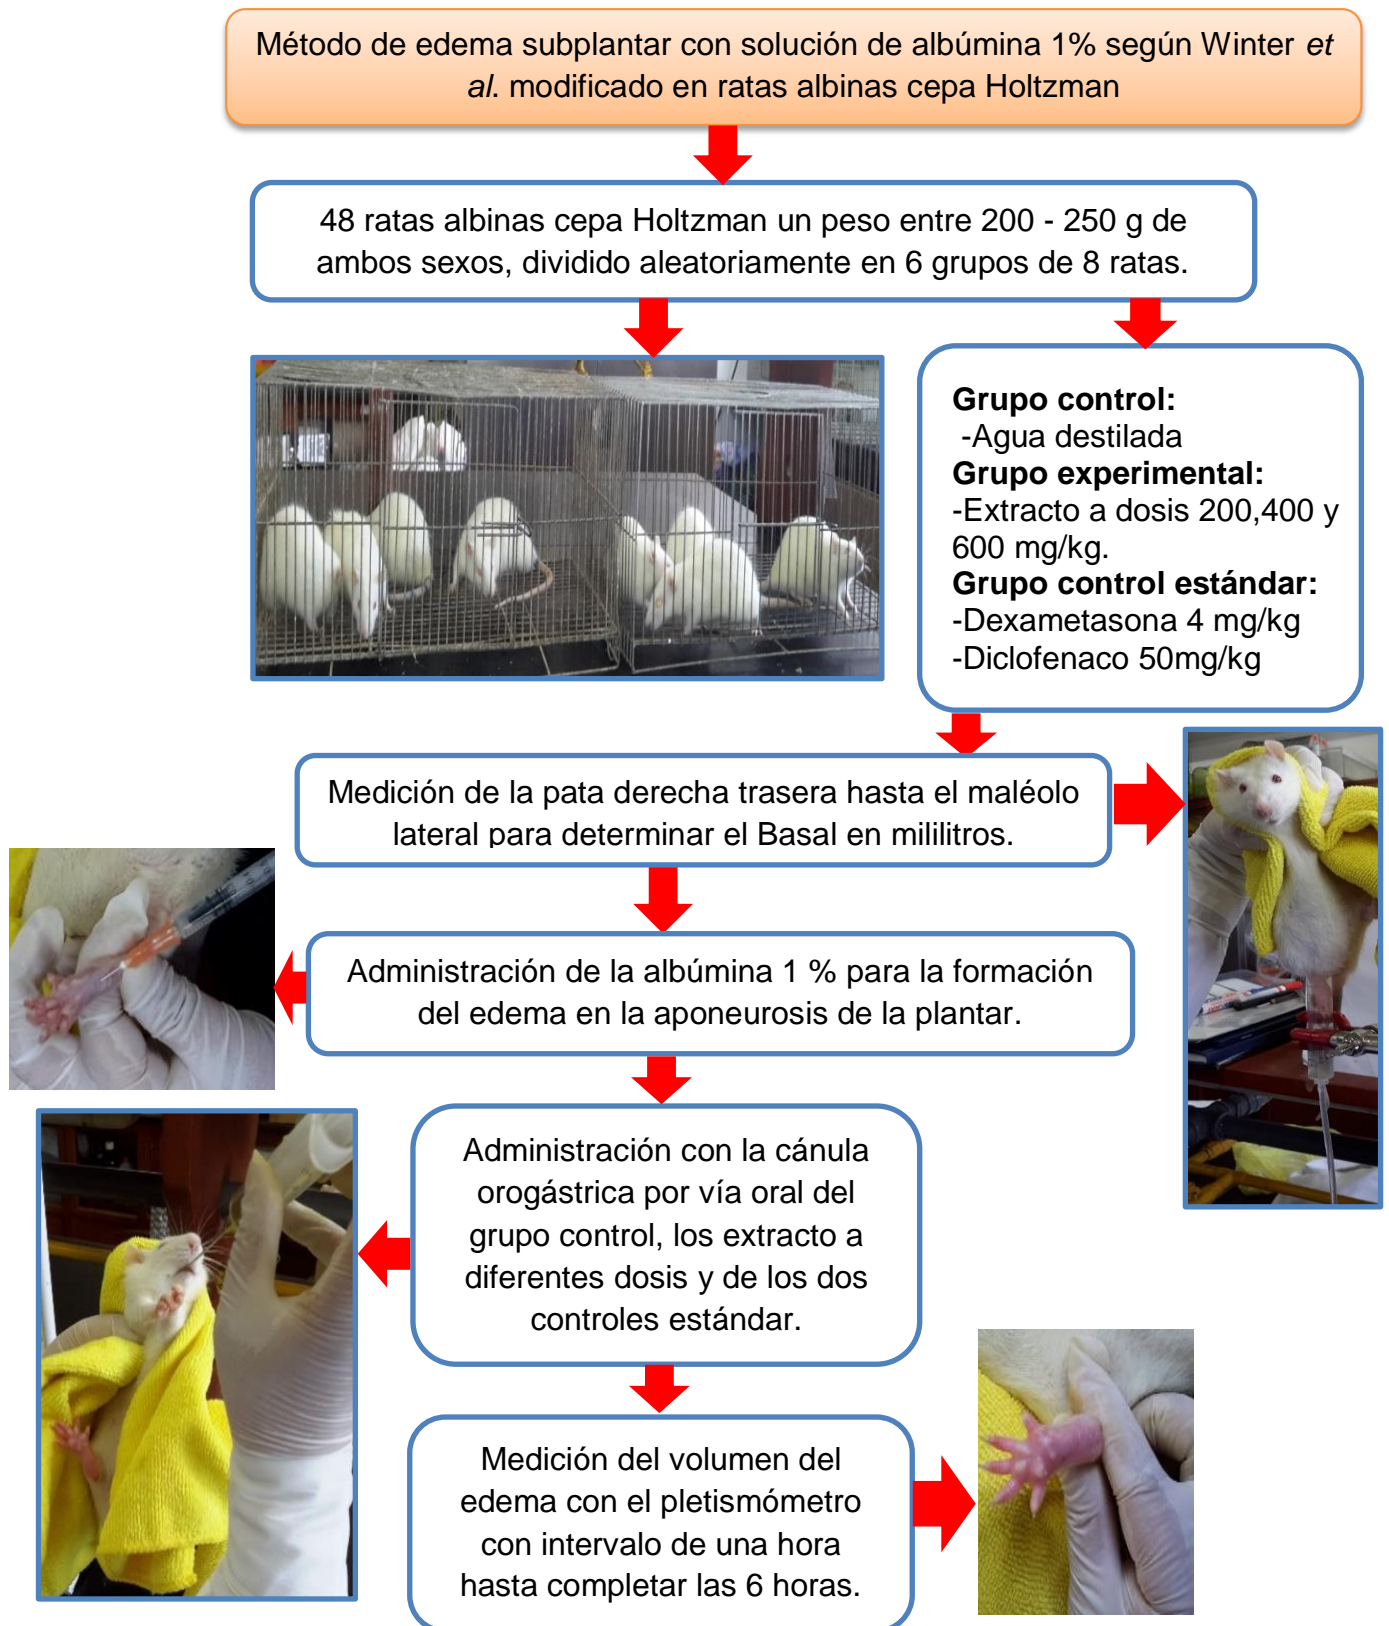 Método de edema subplantar con solución de albúmina 1% según Winter et
al. modificado en ratas albinas cepa Holtzman
48 ratas albinas cepa Holtzman un peso entre 200 - 250 g de
ambos sexos, dividido aleatoriamente en 6 grupos de 8 ratas.
Grupo control:
-Agua destilada
Grupo experimental:
-Extracto a dosis 200,400 y
600 mg/kg.
Grupo control estándar:
-Dexametasona 4 mg/kg
-Diclofenaco 50mg/kg
Medición de la pata derecha trasera hasta el maléolo
lateral para determinar el Basal en mililitros.
Administración de la albúmina 1 % para la formación
del edema en la aponeurosis de la plantar.
Administración con la cánula
orogástrica por vía oral del
grupo control, los extracto a
diferentes dosis y de los dos
controles estándar.
Medición del volumen del
edema con el pletismómetro
con intervalo de una hora
hasta completar las 6 horas.